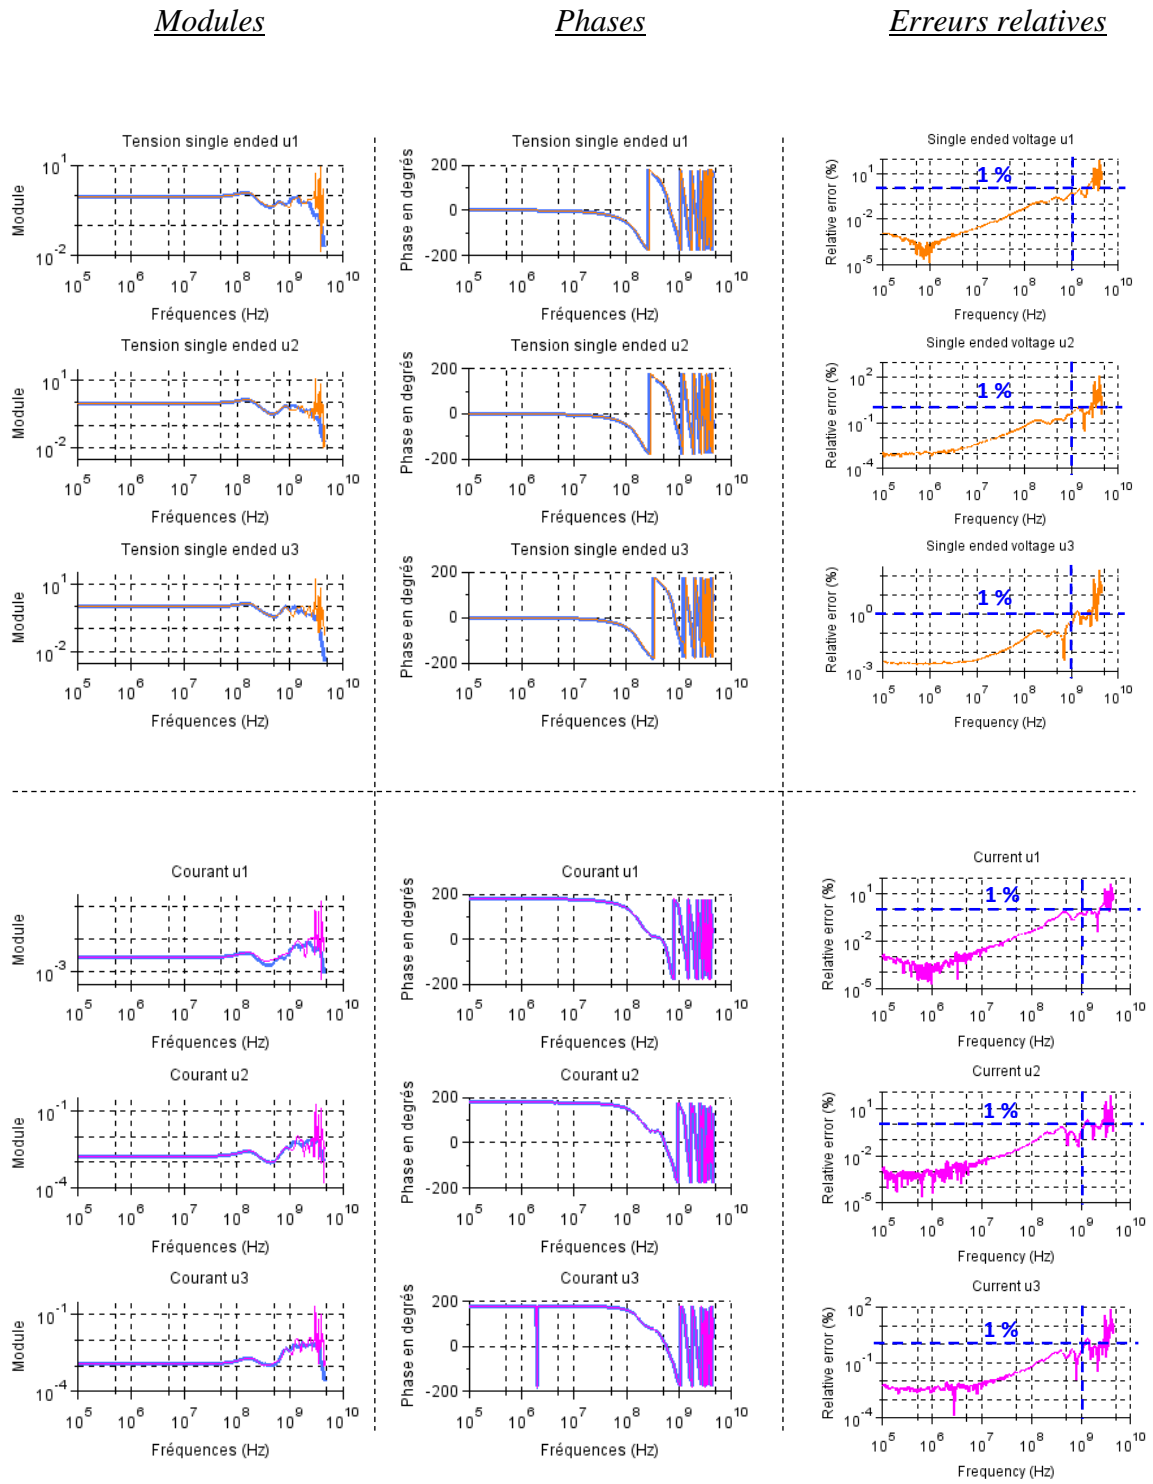 Modules Phases Erreurs relatives
Tension single ended u1
Module
10^1
10^-2
10^5 10^6 10^7 10^8 10^9 10^10
Fréquences (Hz)
Tension single ended u1
Phase en degrés
200
0
-200
10^5 10^6 10^7 10^8 10^9 10^10
Fréquences (Hz)
Single ended voltage u1
Relative error (%)
10^1
1 %
10^-2
10^-5
10^5 10^6 10^7 10^8 10^9 10^10
Frequency (Hz)
Tension single ended u2
Module
10^1
10^-2
10^5 10^6 10^7 10^8 10^9 10^10
Fréquences (Hz)
Tension single ended u2
Phase en degrés
200
0
-200
10^5 10^6 10^7 10^8 10^9 10^10
Fréquences (Hz)
Single ended voltage u2
Relative error (%)
10^2
1 %
10^-1
10^-4
10^5 10^6 10^7 10^8 10^9 10^10
Frequency (Hz)
Tension single ended u3
Module
10^1
10^-2
10^5 10^6 10^7 10^8 10^9 10^10
Fréquences (Hz)
Tension single ended u3
Phase en degrés
200
0
-200
10^5 10^6 10^7 10^8 10^9 10^10
Fréquences (Hz)
Single ended voltage u3
Relative error (%)
1 %
10^0
10^-3
10^5 10^6 10^7 10^8 10^9 10^10
Frequency (Hz)
Courant u1
Module
10^-3
10^5 10^6 10^7 10^8 10^9 10^10
Fréquences (Hz)
Courant u1
Phase en degrés
200
0
-200
10^5 10^6 10^7 10^8 10^9 10^10
Fréquences (Hz)
Current u1
Relative error (%)
10^1
1 %
10^-2
10^-5
10^5 10^6 10^7 10^8 10^9 10^10
Frequency (Hz)
Courant u2
Module
10^-1
10^-4
10^5 10^6 10^7 10^8 10^9 10^10
Fréquences (Hz)
Courant u2
Phase en degrés
200
0
-200
10^5 10^6 10^7 10^8 10^9 10^10
Fréquences (Hz)
Current u2
Relative error (%)
10^1
1 %
10^-2
10^-5
10^5 10^6 10^7 10^8 10^9 10^10
Frequency (Hz)
Courant u3
Module
10^-1
10^-4
10^5 10^6 10^7 10^8 10^9 10^10
Fréquences (Hz)
Courant u3
Phase en degrés
200
0
-200
10^5 10^6 10^7 10^8 10^9 10^10
Fréquences (Hz)
Current u3
Relative error (%)
10^2
1 %
10^-1
10^-4
10^5 10^6 10^7 10^8 10^9 10^10
Frequency (Hz)